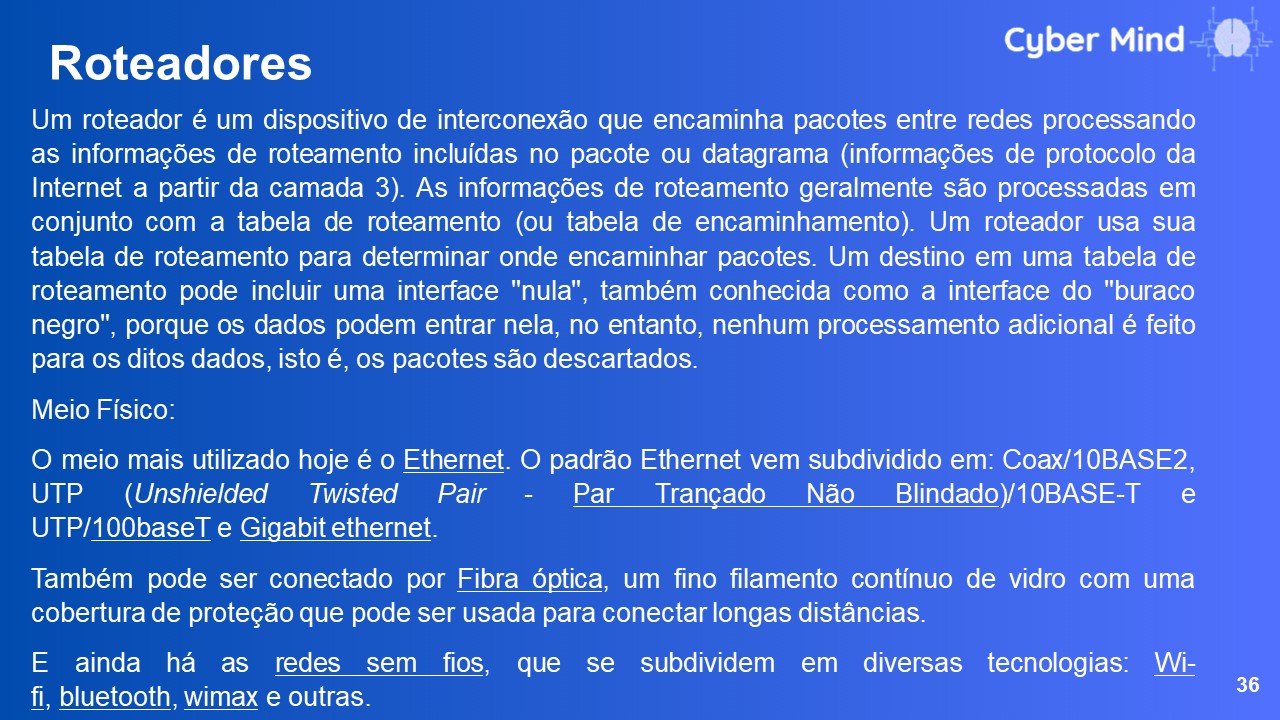 Cyber Mind
Roteadores
Um roteador é um dispositivo de interconexão que encaminha pacotes entre redes processando
as informações de roteamento incluídas no pacote ou datagrama (informações de protocolo da
Internet a partir da camada 3). As informações de roteamento geralmente são processadas em
conjunto com a tabela de roteamento (ou tabela de encaminhamento). Um roteador usa sua
tabela de roteamento para determinar onde encaminhar pacotes. Um destino em uma tabela de
roteamento pode incluir uma interface "nula", também conhecida como a interface do "buraco
negro", porque os dados podem entrar nela, no entanto, nenhum processamento adicional é feito
para os ditos dados, isto é, os pacotes são descartados.
Meio Físico:
O meio mais utilizado hoje é o Ethernet. O padrão Ethernet vem subdividido em: Coax/10BASE2,
UTP (Unshielded Twisted Pair - Par Trançado Não Blindado)/10BASE-T e
UTP/100baseT e Gigabit ethernet.
Também pode ser conectado por Fibra óptica, um fino filamento contínuo de vidro com uma
cobertura de proteção que pode ser usada para conectar longas distâncias.
E ainda há as redes sem fios, que se subdividem em diversas tecnologias: Wi-
fi, bluetooth, wimax e outras.
36